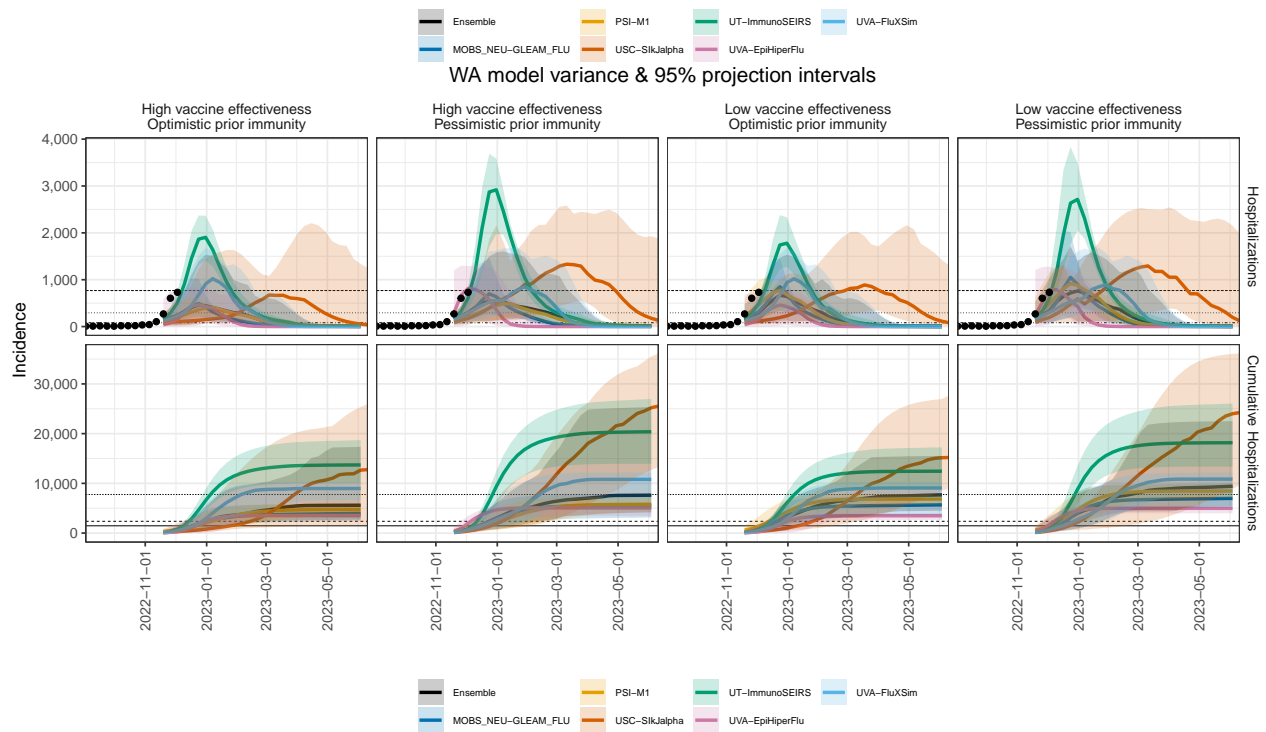 Ensemble
PSI−M1
UT−ImmunoSEIRS
UVA−FluXSim
MOBS_NEU−GLEAM_FLU
USC−SIkJalpha
UVA−EpiHiperFlu
WA model variance & 95% projection intervals
High vaccine effectiveness
Optimistic prior immunity
High vaccine effectiveness
Pessimistic prior immunity
Low vaccine effectiveness
Optimistic prior immunity
Low vaccine effectiveness
Pessimistic prior immunity
4,000
3,000
2,000
1,000
0
Hospitalizations
Incidence
30,000
20,000
10,000
0
Cumulative Hospitalizations
2022−11−01
2023−01−01
2023−03−01
2023−05−01
2022−11−01
2023−01−01
2023−03−01
2023−05−01
2022−11−01
2023−01−01
2023−03−01
2023−05−01
2022−11−01
2023−01−01
2023−03−01
2023−05−01
Ensemble
PSI−M1
UT−ImmunoSEIRS
UVA−FluXSim
MOBS_NEU−GLEAM_FLU
USC−SIkJalpha
UVA−EpiHiperFlu